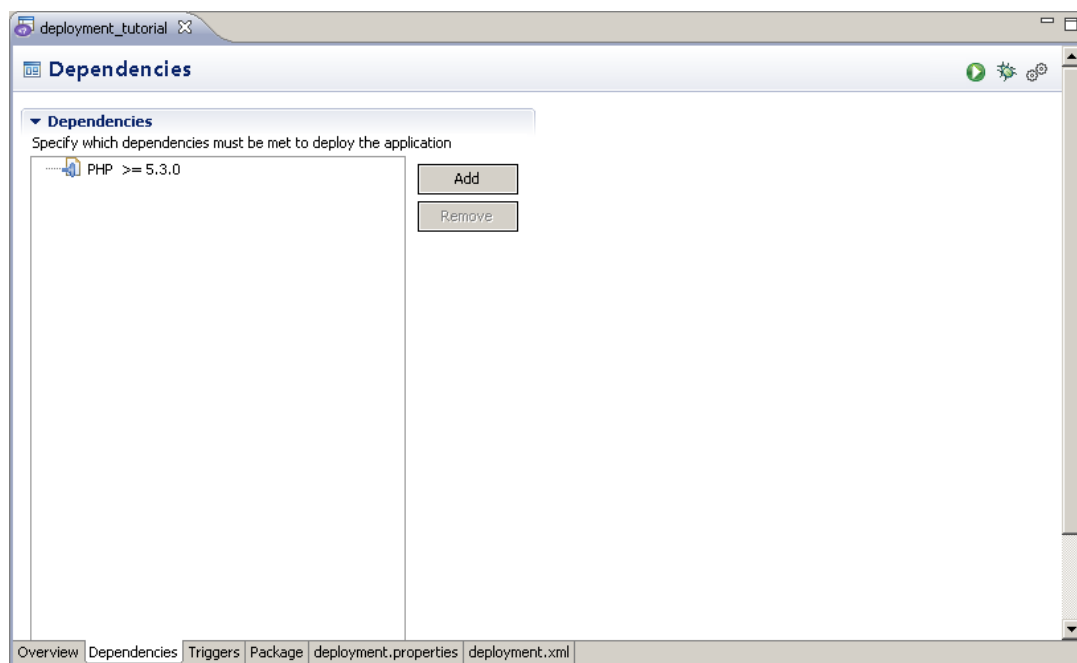 deployment_tutorial
Dependencies
Dependencies
Specify which dependencies must be met to deploy the application
PHP >= 5.3.0
Add
Remove
Overview Dependencies Triggers Package deployment.properties deployment.xml